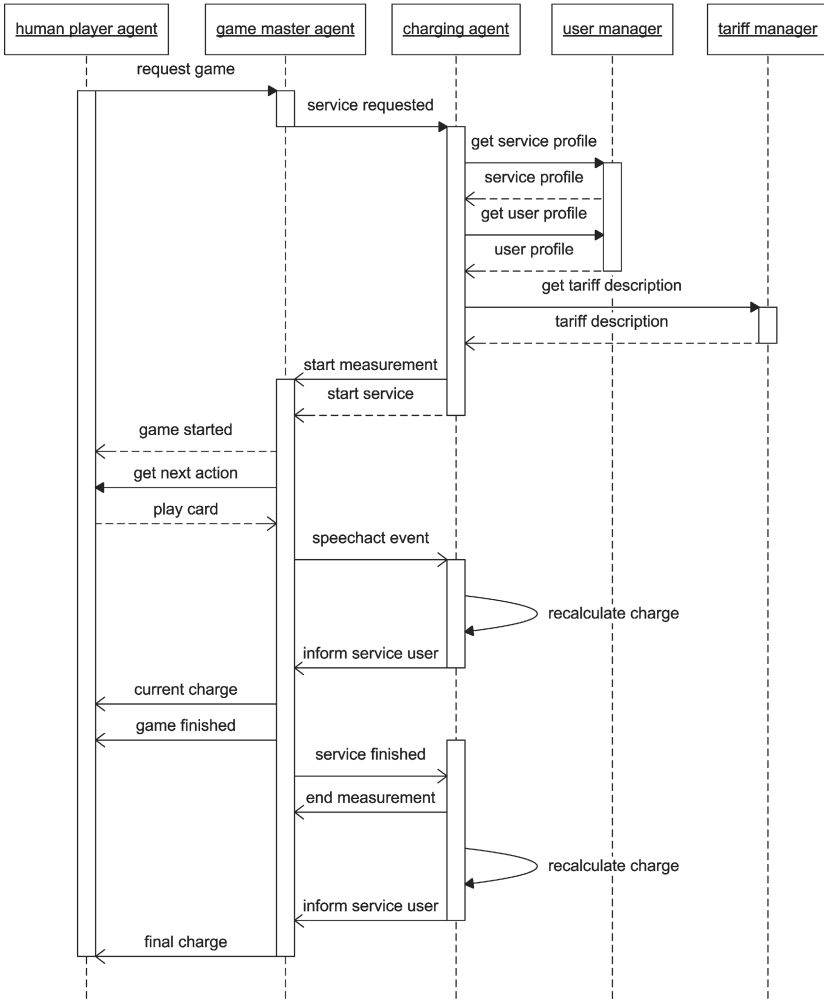 human player agent
game master agent
charging agent
user manager
tariff manager
request game
service requested
get service profile
service profile
get user profile
user profile
get tariff description
tariff description
start measurement
start service
game started
get next action
play card
speechact event
recalculate charge
inform service user
current charge
game finished
service finished
end measurement
recalculate charge
inform service user
final charge